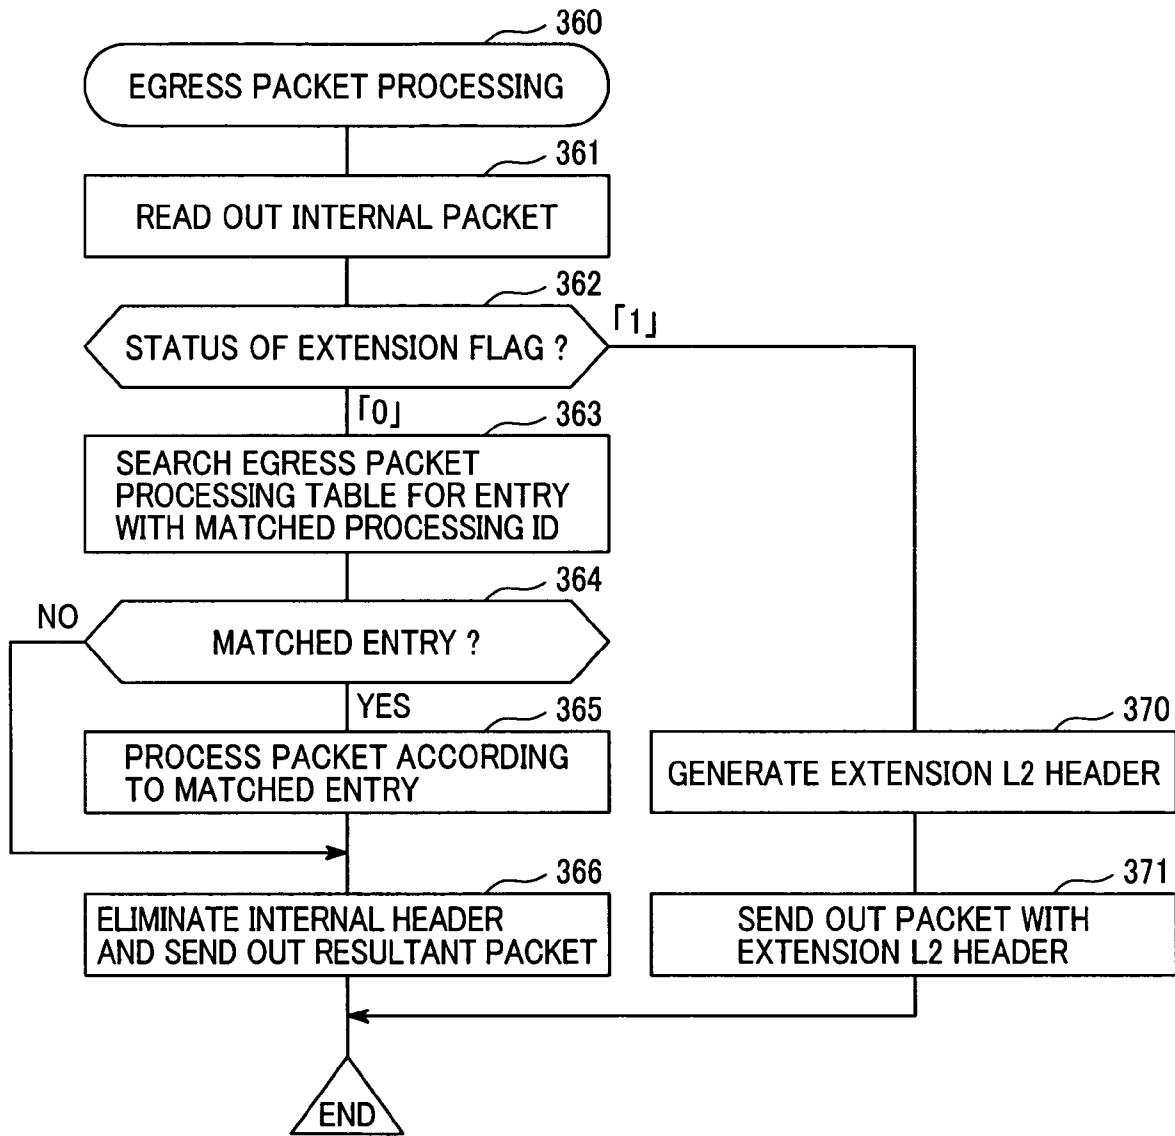 360
EGRESS PACKET PROCESSING
361
READ OUT INTERNAL PACKET
362
STATUS OF EXTENSION FLAG ?
「1」
「0」
363
SEARCH EGRESS PACKET
PROCESSING TABLE FOR ENTRY
WITH MATCHED PROCESSING ID
364
NO
MATCHED ENTRY ?
YES
365
PROCESS PACKET ACCORDING
TO MATCHED ENTRY
370
GENERATE EXTENSION L2 HEADER
366
ELIMINATE INTERNAL HEADER
AND SEND OUT RESULTANT PACKET
371
SEND OUT PACKET WITH
EXTENSION L2 HEADER
END